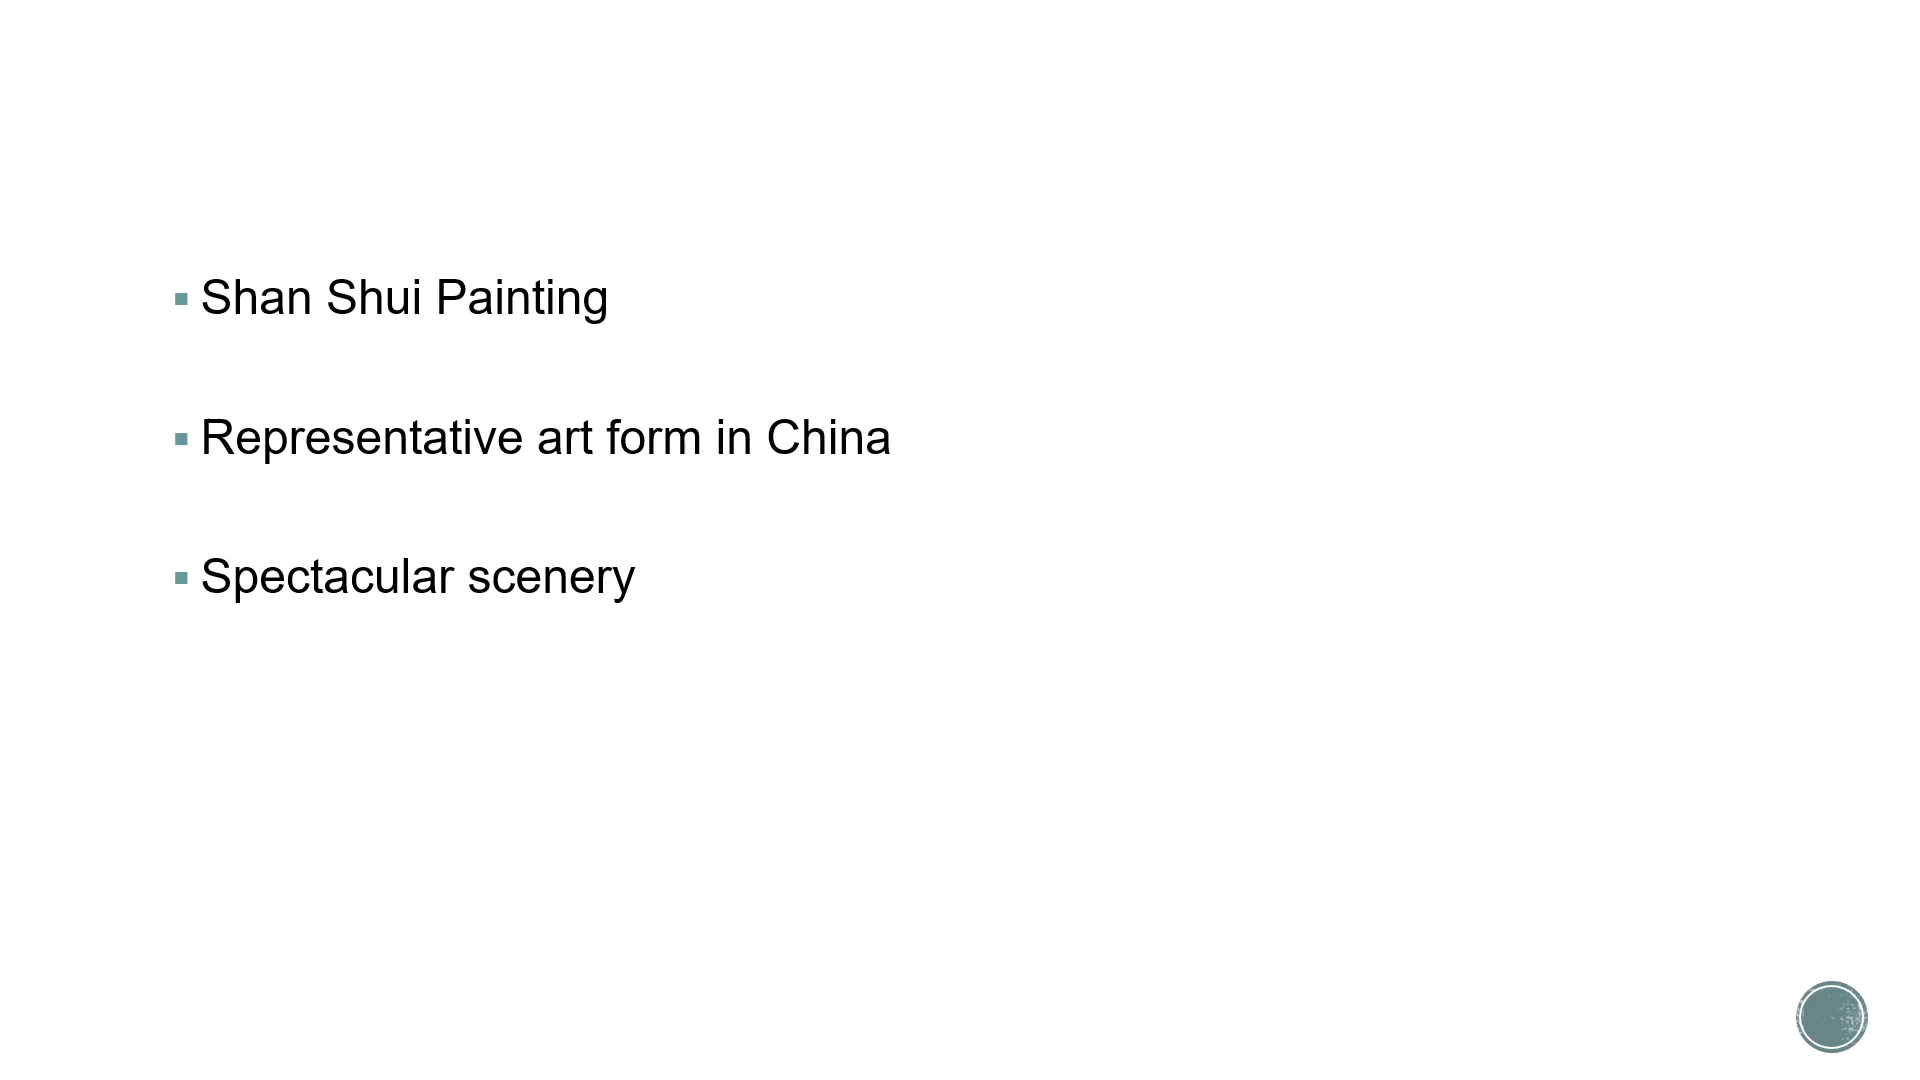 Shan Shui Painting
Representative art form in China
Spectacular scenery